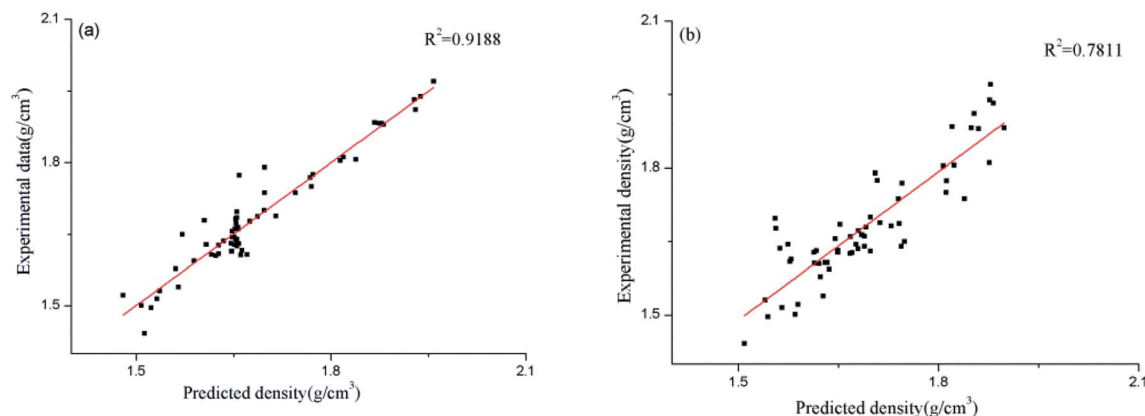 (a)
R²=0.9188
2.1
1.8
1.5
Experimental data(g/cm³)
1.5
1.8
2.1
Predicted density(g/cm³)
(b)
R²=0.7811
2.1
1.8
1.5
Experimental density(g/cm³)
1.5
1.8
2.1
Predicted density(g/cm³)